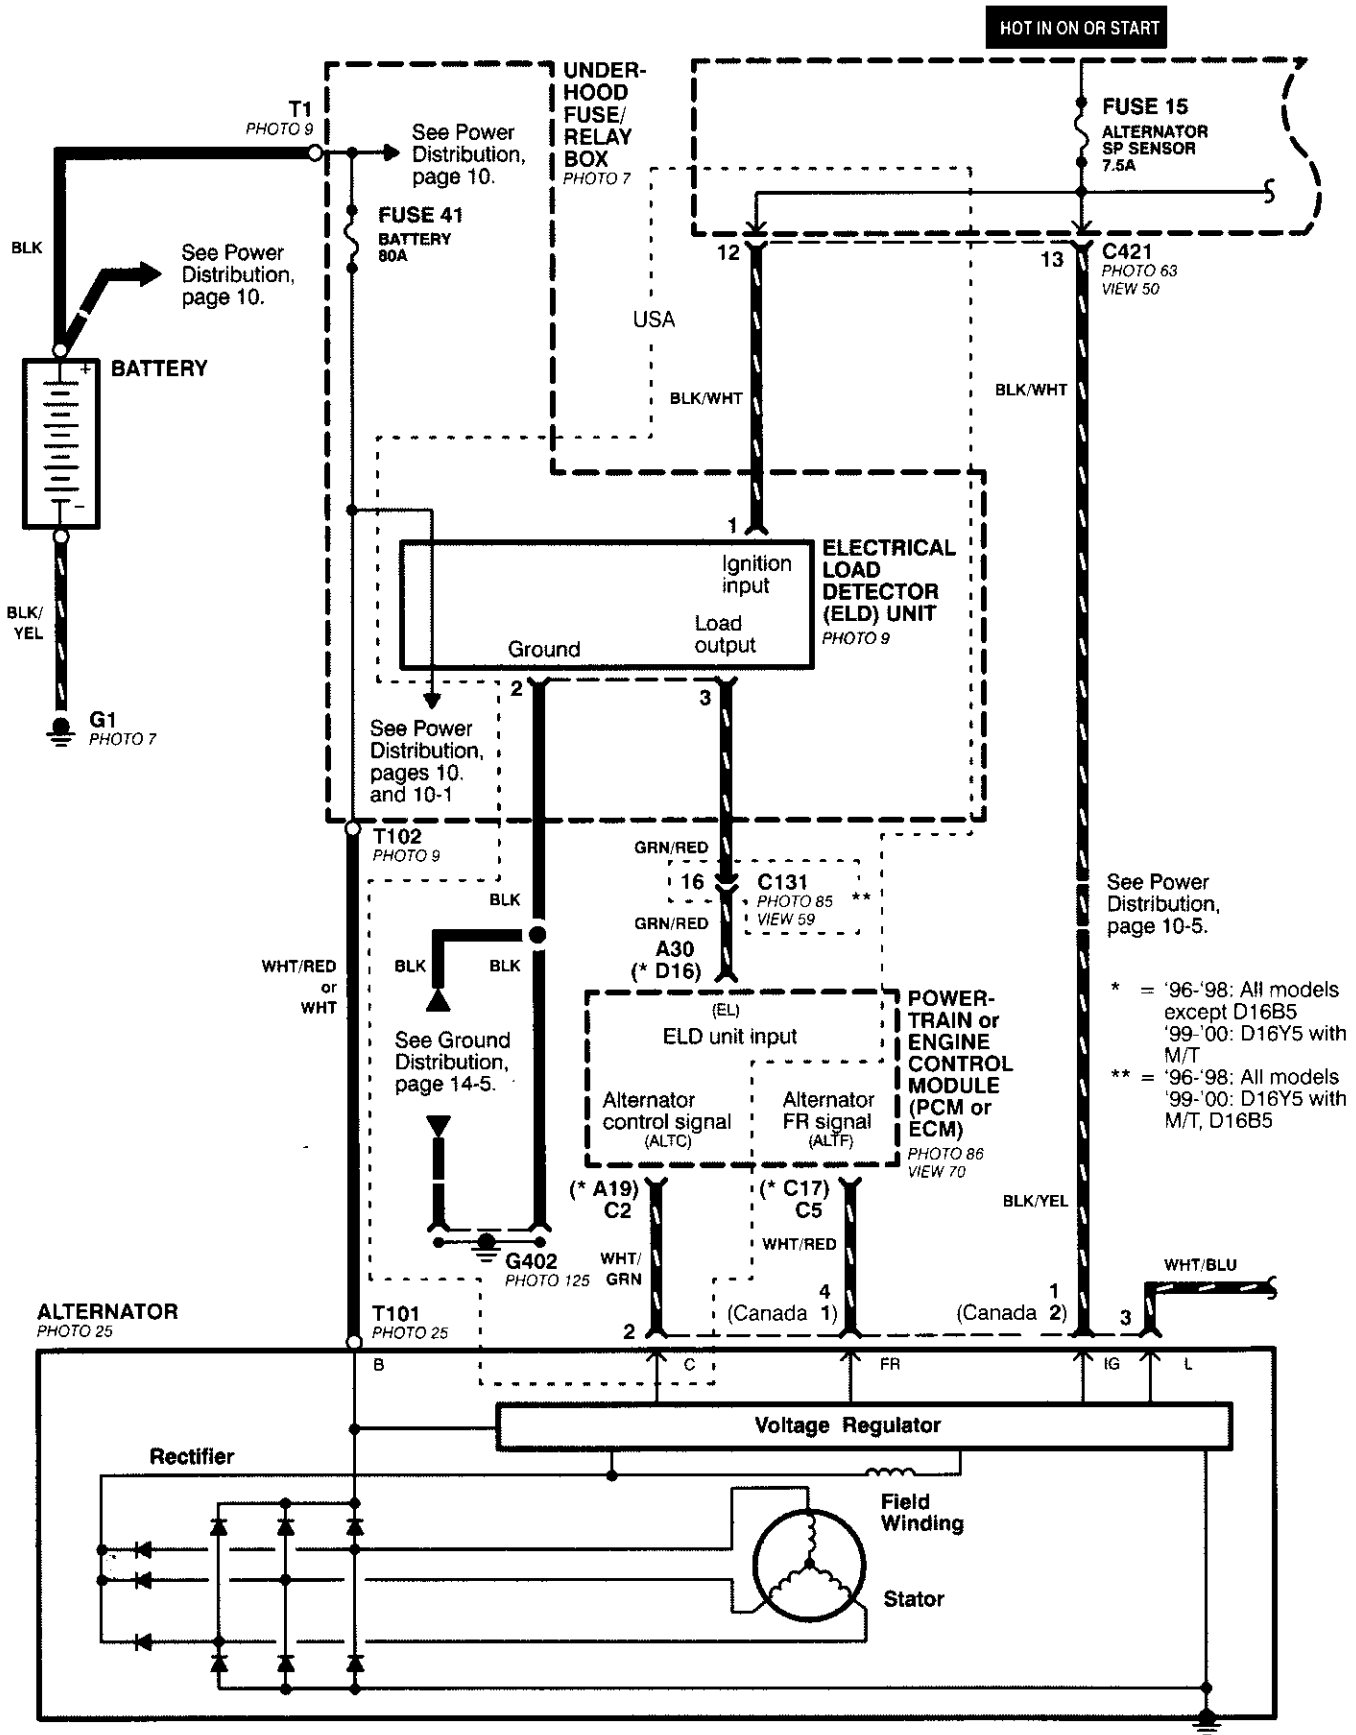 HOT IN ON OR START
UNDER-
HOOD
FUSE/
RELAY
BOX
PHOTO 7
T1
PHOTO 9
See Power
Distribution,
page 10.
FUSE 15
ALTERNATOR
SP SENSOR
7.5A
FUSE 41
BATTERY
80A
BLK
See Power
Distribution,
page 10.
12
13
C421
PHOTO 63
VIEW 50
USA
BATTERY
+
-
BLK/WHT
BLK/WHT
1
Ignition
input
Load
output
Ground
ELECTRICAL
LOAD
DETECTOR
(ELD) UNIT
PHOTO 9
BLK/
YEL
G1
PHOTO 7
2
3
See Power
Distribution,
pages 10.
and 10-1
T102
PHOTO 9
GRN/RED
16
C131
PHOTO 85
VIEW 59
**
BLK
GRN/RED
A30
(* D16)
See Power
Distribution,
page 10-5.
WHT/RED
or
WHT
BLK
BLK
* = '96-'98: All models
except D16B5
'99-'00: D16Y5 with
M/T
** = '96-'98: All models
'99-'00: D16Y5 with
M/T, D16B5
(EL)
ELD unit input
Alternator
control signal
(ALTC)
Alternator
FR signal
(ALTF)
POWER-
TRAIN or
ENGINE
CONTROL
MODULE
(PCM or
ECM)
PHOTO 86
VIEW 70
See Ground
Distribution,
page 14-5.
(* A19)
C2
(* C17)
C5
BLK/YEL
G402
PHOTO 125
WHT/
GRN
WHT/RED
WHT/BLU
ALTERNATOR
PHOTO 25
T101
PHOTO 25
2
4
(Canada 1)
1
(Canada 2)
3
B
C
FR
IG
L
Voltage Regulator
Rectifier
Field
Winding
Stator